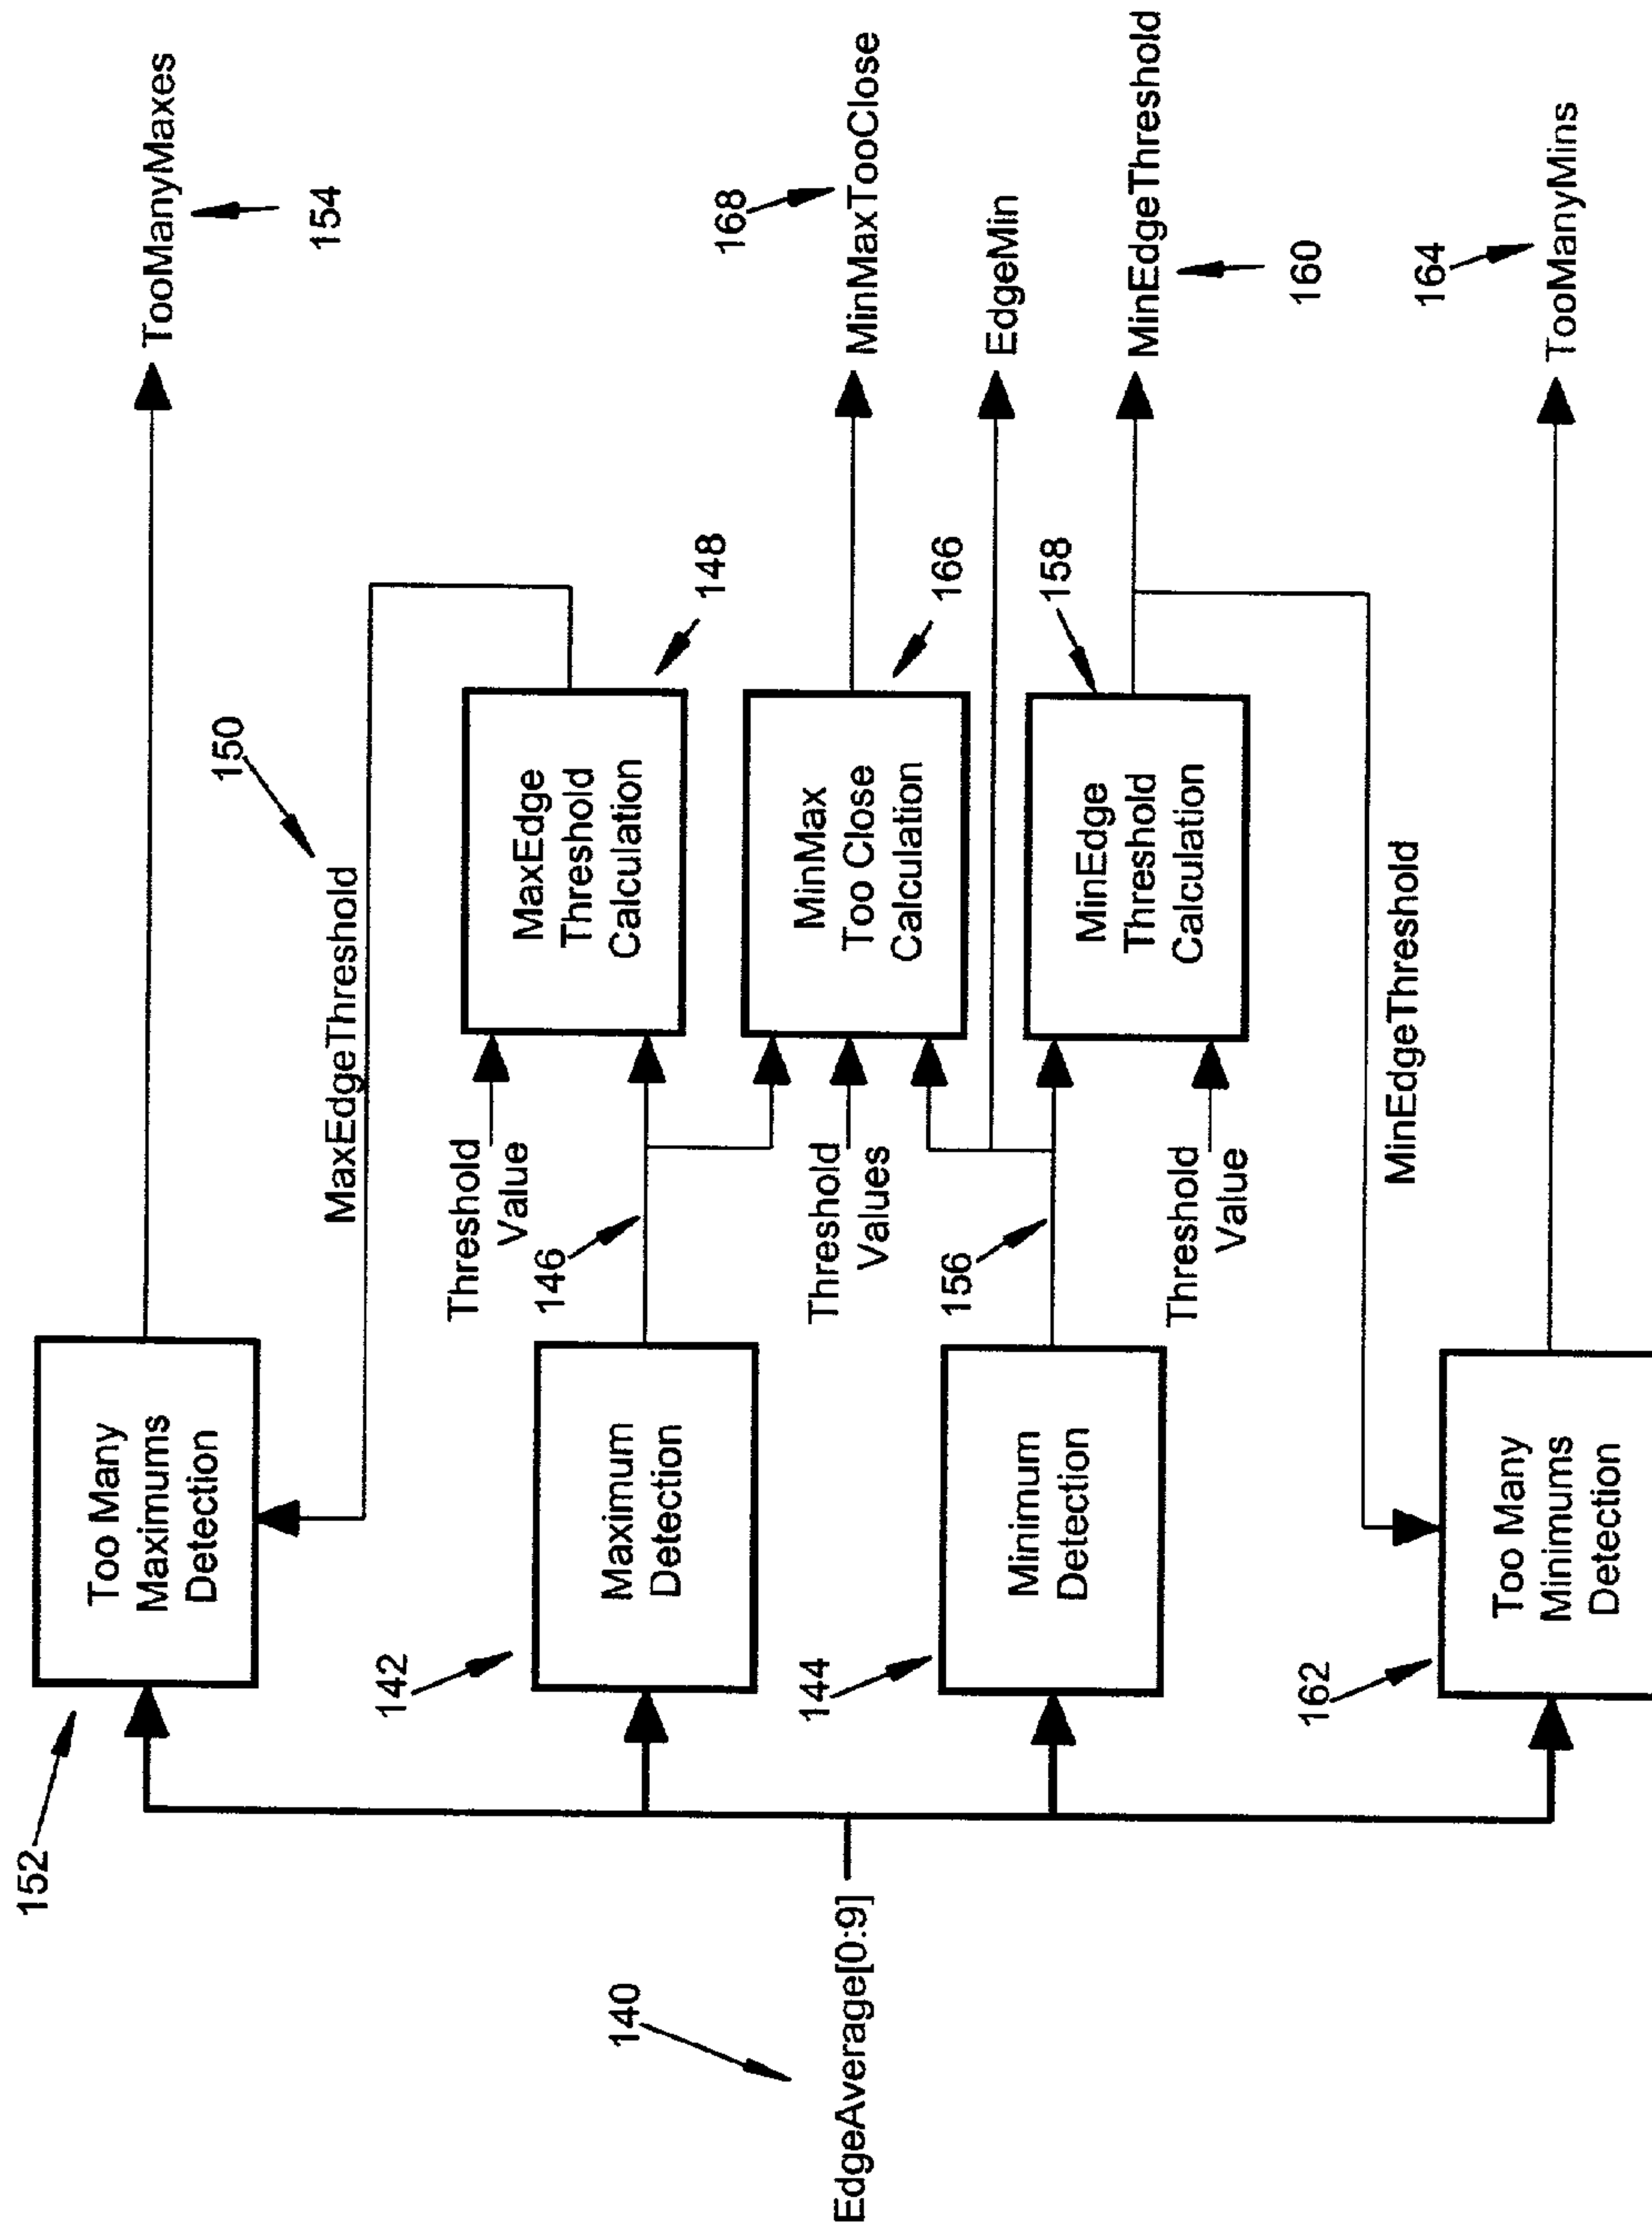 152
Too Many
Maximums
Detection
TooManyMaxes
154
150
MaxEdgeThreshold
142
Maximum
Detection
146
Threshold
Value
MaxEdge
Threshold
Calculation
148
140
EdgeAverage[0:9]
Threshold
Values
MinMax
Too Close
Calculation
166
168
MinMaxTooClose
EdgeMin
144
Minimum
Detection
156
Threshold
Value
158
MinEdge
Threshold
Calculation
MinEdgeThreshold
160
MinEdgeThreshold
162
Too Many
Minimums
Detection
164
TooManyMins